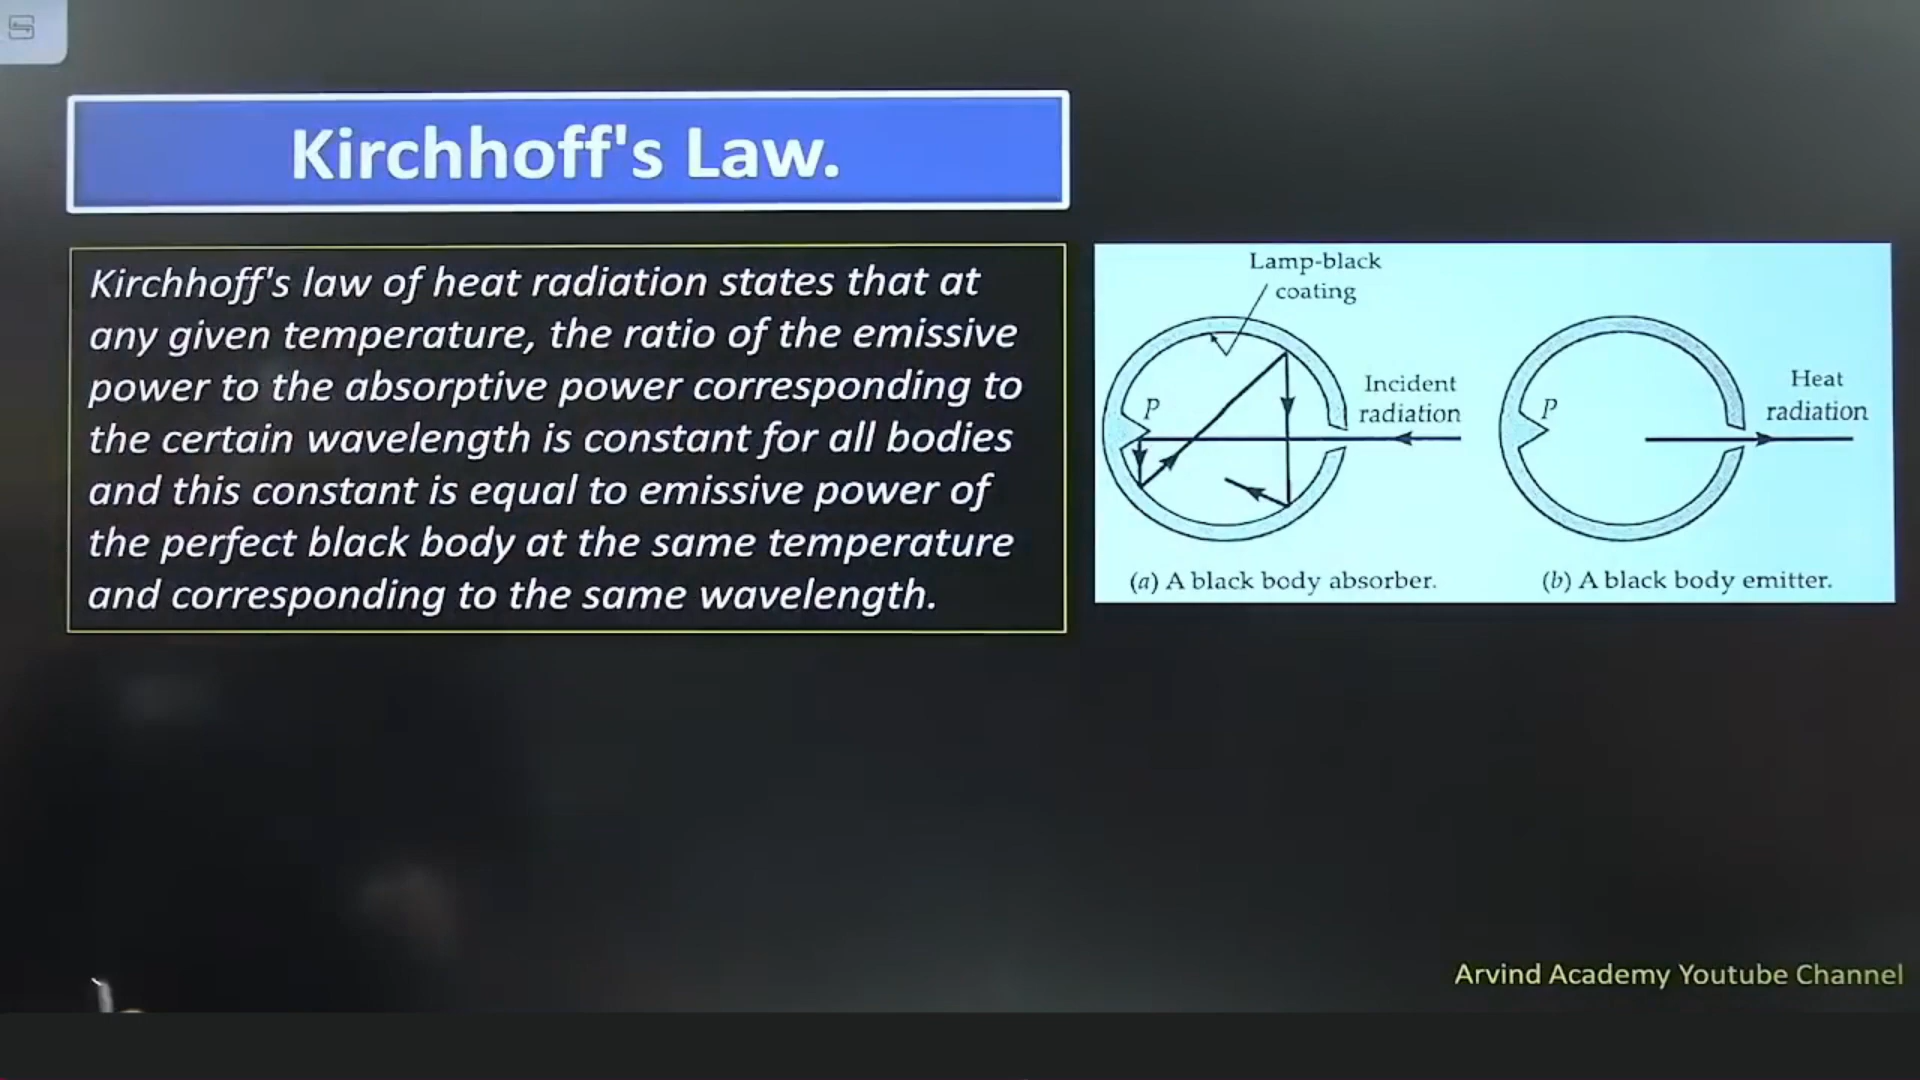 Kirchhoff's Law.
Kirchhoff's law of heat radiation states that at
any given temperature, the ratio of the emissive
power to the absorptive power corresponding to
the certain wavelength is constant for all bodies
and this constant is equal to emissive power of
the perfect black body at the same temperature
and corresponding to the same wavelength.
Lamp-black
coating
P
Incident
radiation
(a) A black body absorber.
P
Heat
radiation
(b) A black body emitter.
Arvind Academy Youtube Channel